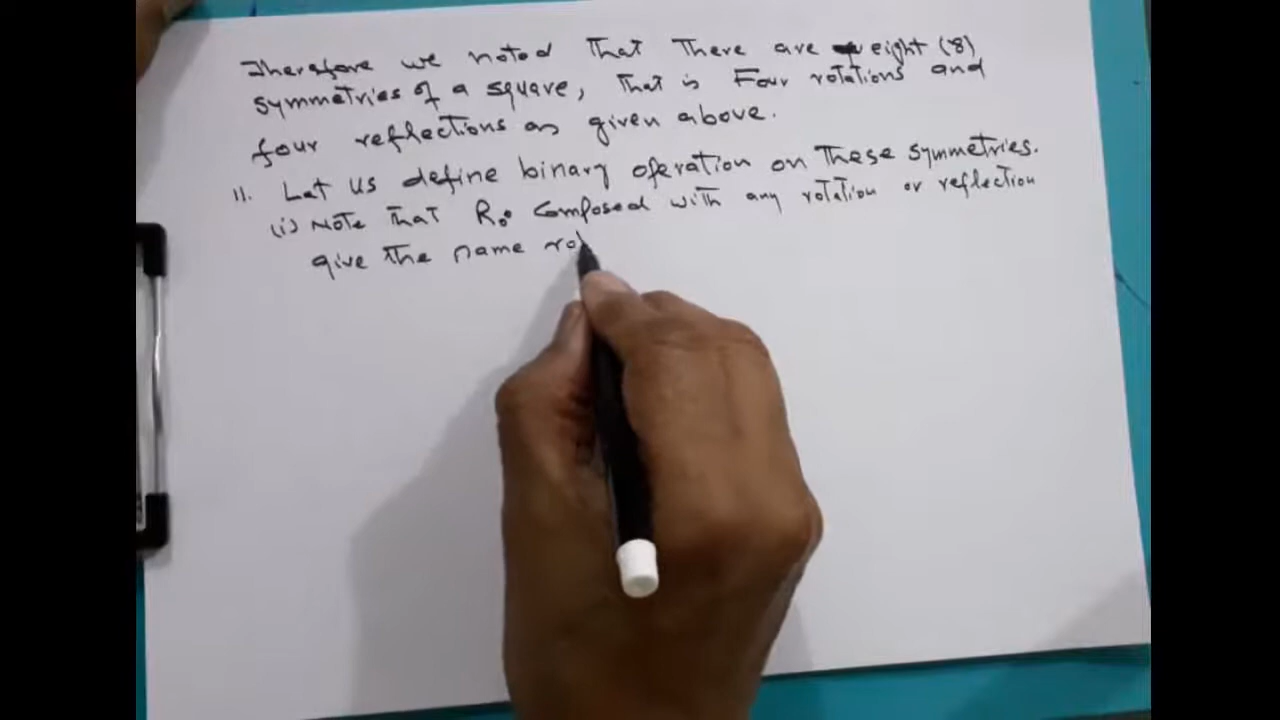 Therefore we noted that there are eight (8)
symmetries of a square, that is Four rotations and
four reflections as given above.
11. Let us define binary oferation on these symmetries.
(i) Note that R₀° composed with any rotation or reflection
give the name ro